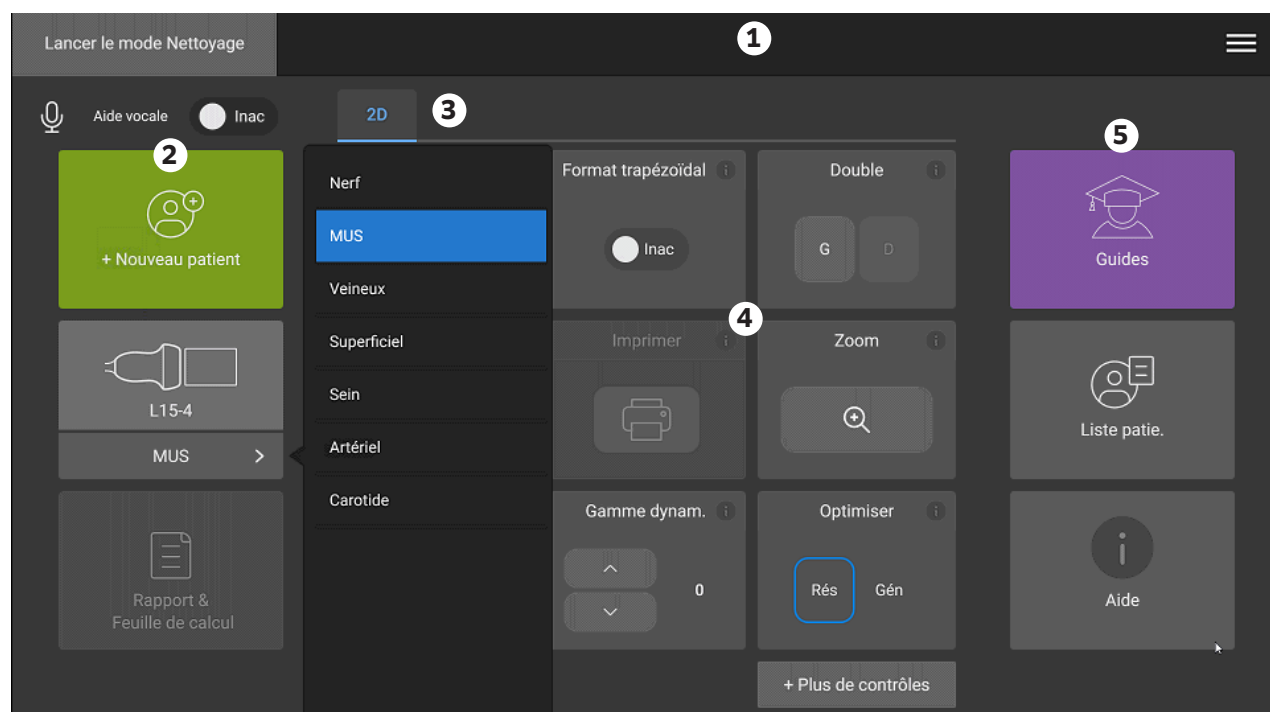 Lancer le mode Nettoyage
1
Aide vocale
Inac
2D
3
2
+ Nouveau patient
L15-4
MUS
Rapport &
Feuille de calcul
Nerf
MUS
Veineux
Superficiel
Sein
Artériel
Carotide
Format trapézoïdal
i
Inac
Double
i
G
D
4
Imprimer
i
Zoom
i
Gamme dynam.
i
0
Optimiser
i
Rés
Gén
+ Plus de contrôles
5
Guides
Liste patie.
i
Aide